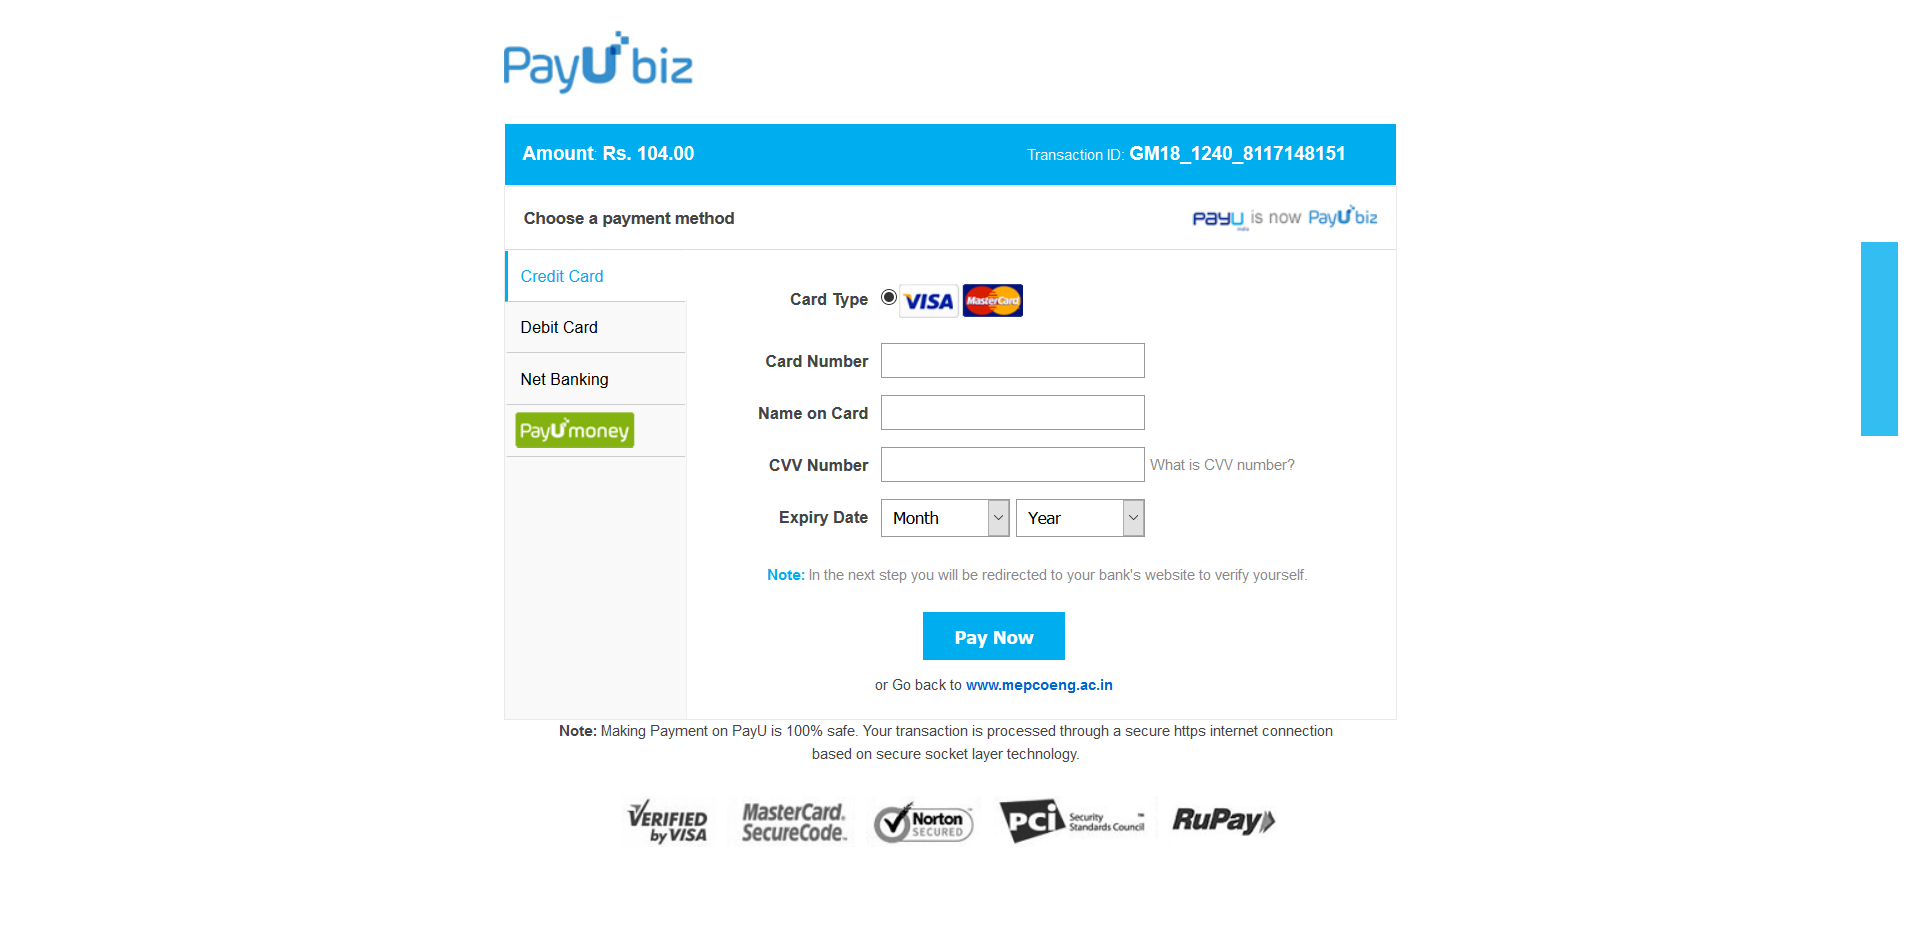 PayU biz
Amount: Rs. 104.00
Transaction ID: GM18_1240_8117148151
Choose a payment method
PayU india is now PayU biz
Credit Card
Debit Card
Net Banking
PayU money
Card Type VISA MasterCard
Card Number
Name on Card
CVV Number What is CVV number?
Expiry Date Month Year
Note: In the next step you will be redirected to your bank's website to verify yourself.
Pay Now
or Go back to www.mepcoeng.ac.in
Note: Making Payment on PayU is 100% safe. Your transaction is processed through a secure https internet connection
based on secure socket layer technology.
VERIFIED
by VISA
MasterCard.
SecureCode™
Norton™
SECURED
PCi Security™
Standards Council
RuPay